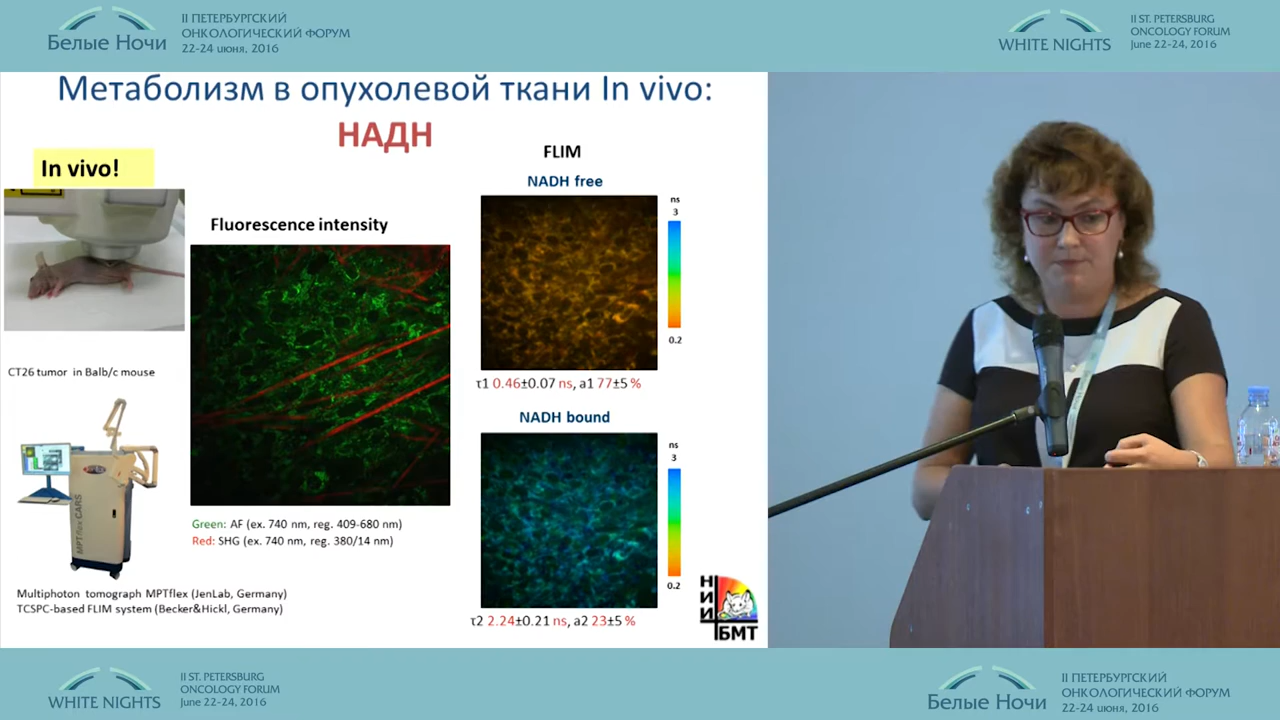 Белые Ночи
II ПЕТЕРБУРГСКИЙ
ОНКОЛОГИЧЕСКИЙ ФОРУМ
22-24 июня, 2016
WHITE NIGHTS
II ST. PETERSBURG
ONCOLOGY FORUM
June 22-24, 2016
Метаболизм в опухолевой ткани In vivo:
НАДН
In vivo!
CT26 tumor in Balb/c mouse
MPTflex CARS
Multiphoton tomograph MPTflex (JenLab, Germany)
TCSPC-based FLIM system (Becker&Hickl, Germany)
Fluorescence intensity
Green: AF (ex. 740 nm, reg. 409-680 nm)
Red: SHG (ex. 740 nm, reg. 380/14 nm)
FLIM
NADH free
ns
3
0.2
τ1 0.46±0.07 ns, a1 77±5 %
NADH bound
ns
3
0.2
τ2 2.24±0.21 ns, a2 23±5 %
НИИ
БМТ
WHITE NIGHTS
II ST. PETERSBURG
ONCOLOGY FORUM
June 22-24, 2016
Белые Ночи
II ПЕТЕРБУРГСКИЙ
ОНКОЛОГИЧЕСКИЙ ФОРУМ
22-24 июня, 2016